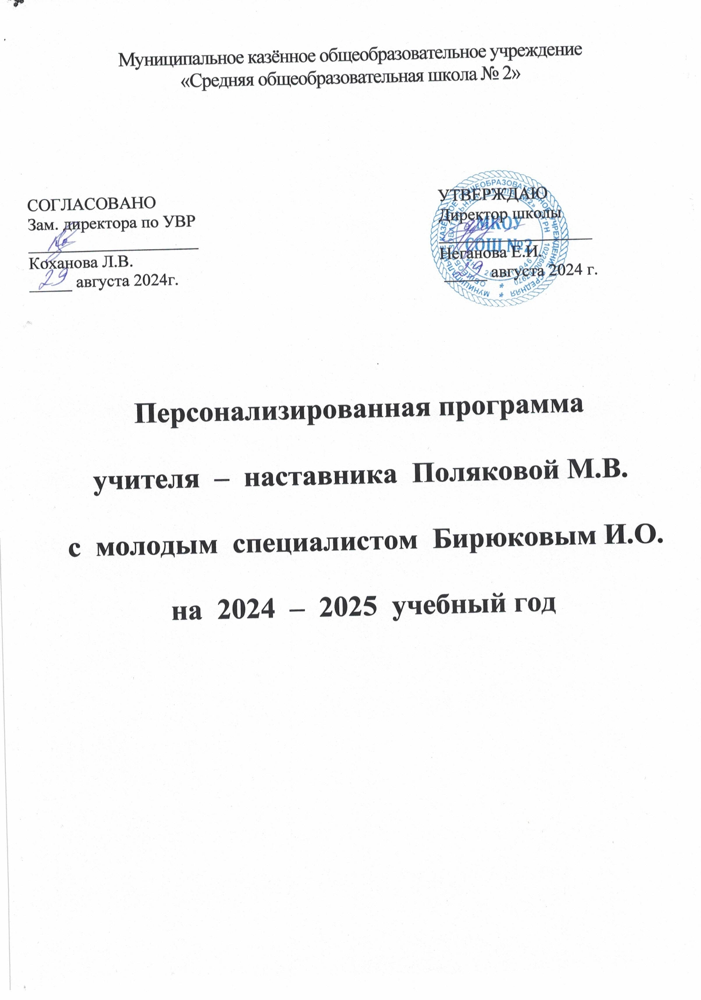 Муниципальное казённое общеобразовательное учреждение
«Средняя общеобразовательная школа № 2»
СОГЛАСОВАНО
Зам. директора по УВР
Коханова Л.В.
29 августа 2024г.
УТВЕРЖДАЮ
Директор школы
Неганова Е.И.
29 августа 2024 г.
МКОУ
СОШ №2
Персонализированная программа
учителя – наставника Поляковой М.В.
с молодым специалистом Бирюковым И.О.
на 2024 – 2025 учебный год